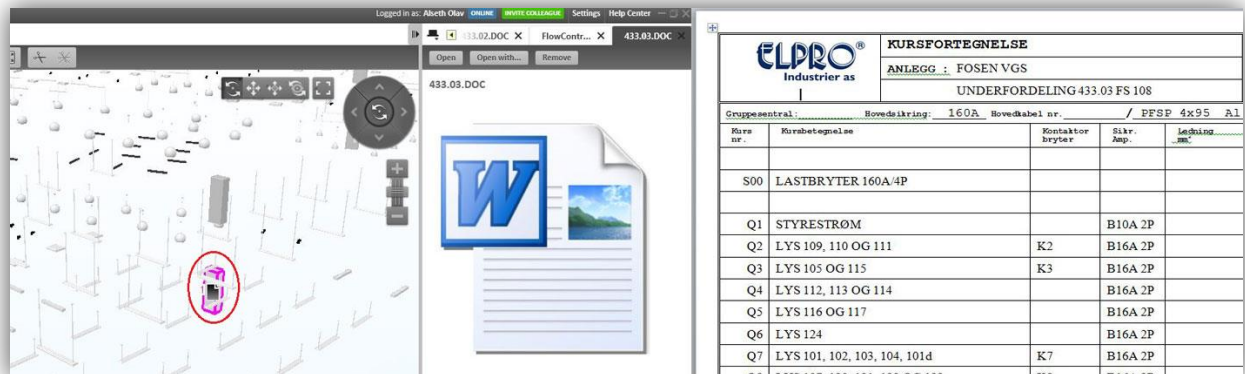 Logged in as: Alseth Olav ONLINE INVITE COLLEAGUE Settings Help Center
433.02.DOC X FlowContr... X 433.03.DOC X
Open Open with... Remove
433.03.DOC
W
ELPRO®
Industrier as
KURSFORTEGNELSE
ANLEGG : FOSEN VGS
UNDERFORDELING 433.03 FS 108
Gruppesentral: Hovedsikring: 160A Hovedkabel nr. / PFSP 4x95 Al
Kurs nr. Kursbetegnelse Kontaktor bryter Sikr. Amp. Ledning mm²
S00 LASTBRYTER 160A/4P
Q1 STYRESTRØM B10A 2P
Q2 LYS 109, 110 OG 111 K2 B16A 2P
Q3 LYS 105 OG 115 K3 B16A 2P
Q4 LYS 112, 113 OG 114 B16A 2P
Q5 LYS 116 OG 117 B16A 2P
Q6 LYS 124 B16A 2P
Q7 LYS 101, 102, 103, 104, 101d K7 B16A 2P